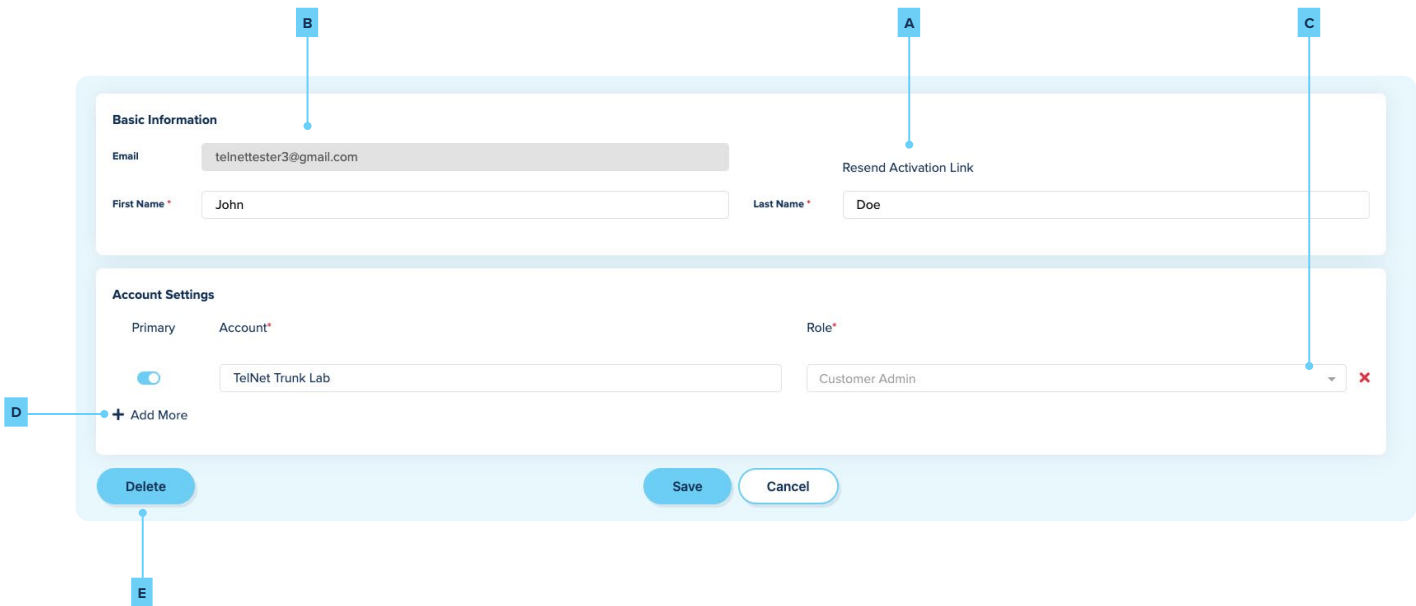 B A C
Basic Information
Email telnettester3@gmail.com
Resend Activation Link
First Name * John Last Name * Doe
Account Settings
Primary Account* Role*
TelNet Trunk Lab Customer Admin
D + Add More
Delete Save Cancel
E